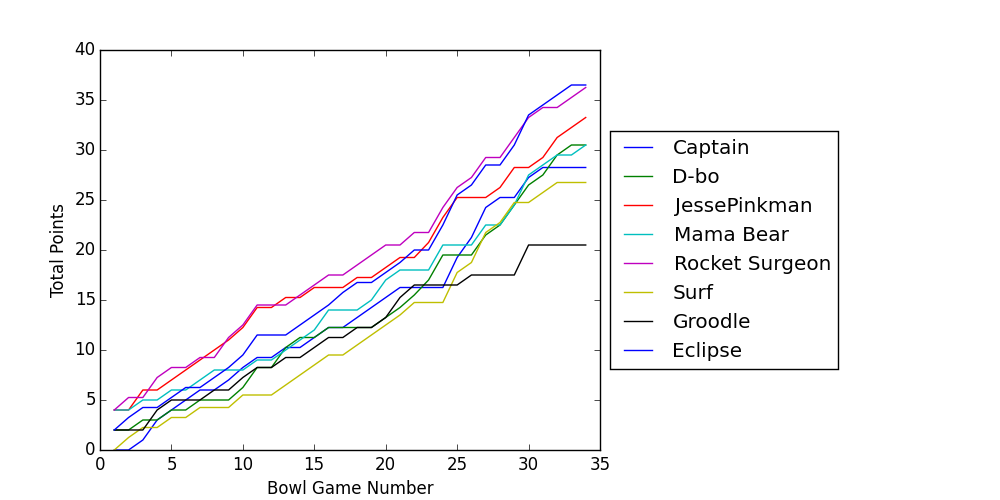 40
35
30
25
20
15
10
5
0
Total Points
0 5 10 15 20 25 30 35
Bowl Game Number
Captain
D-bo
JessePinkman
Mama Bear
Rocket Surgeon
Surf
Groodle
Eclipse